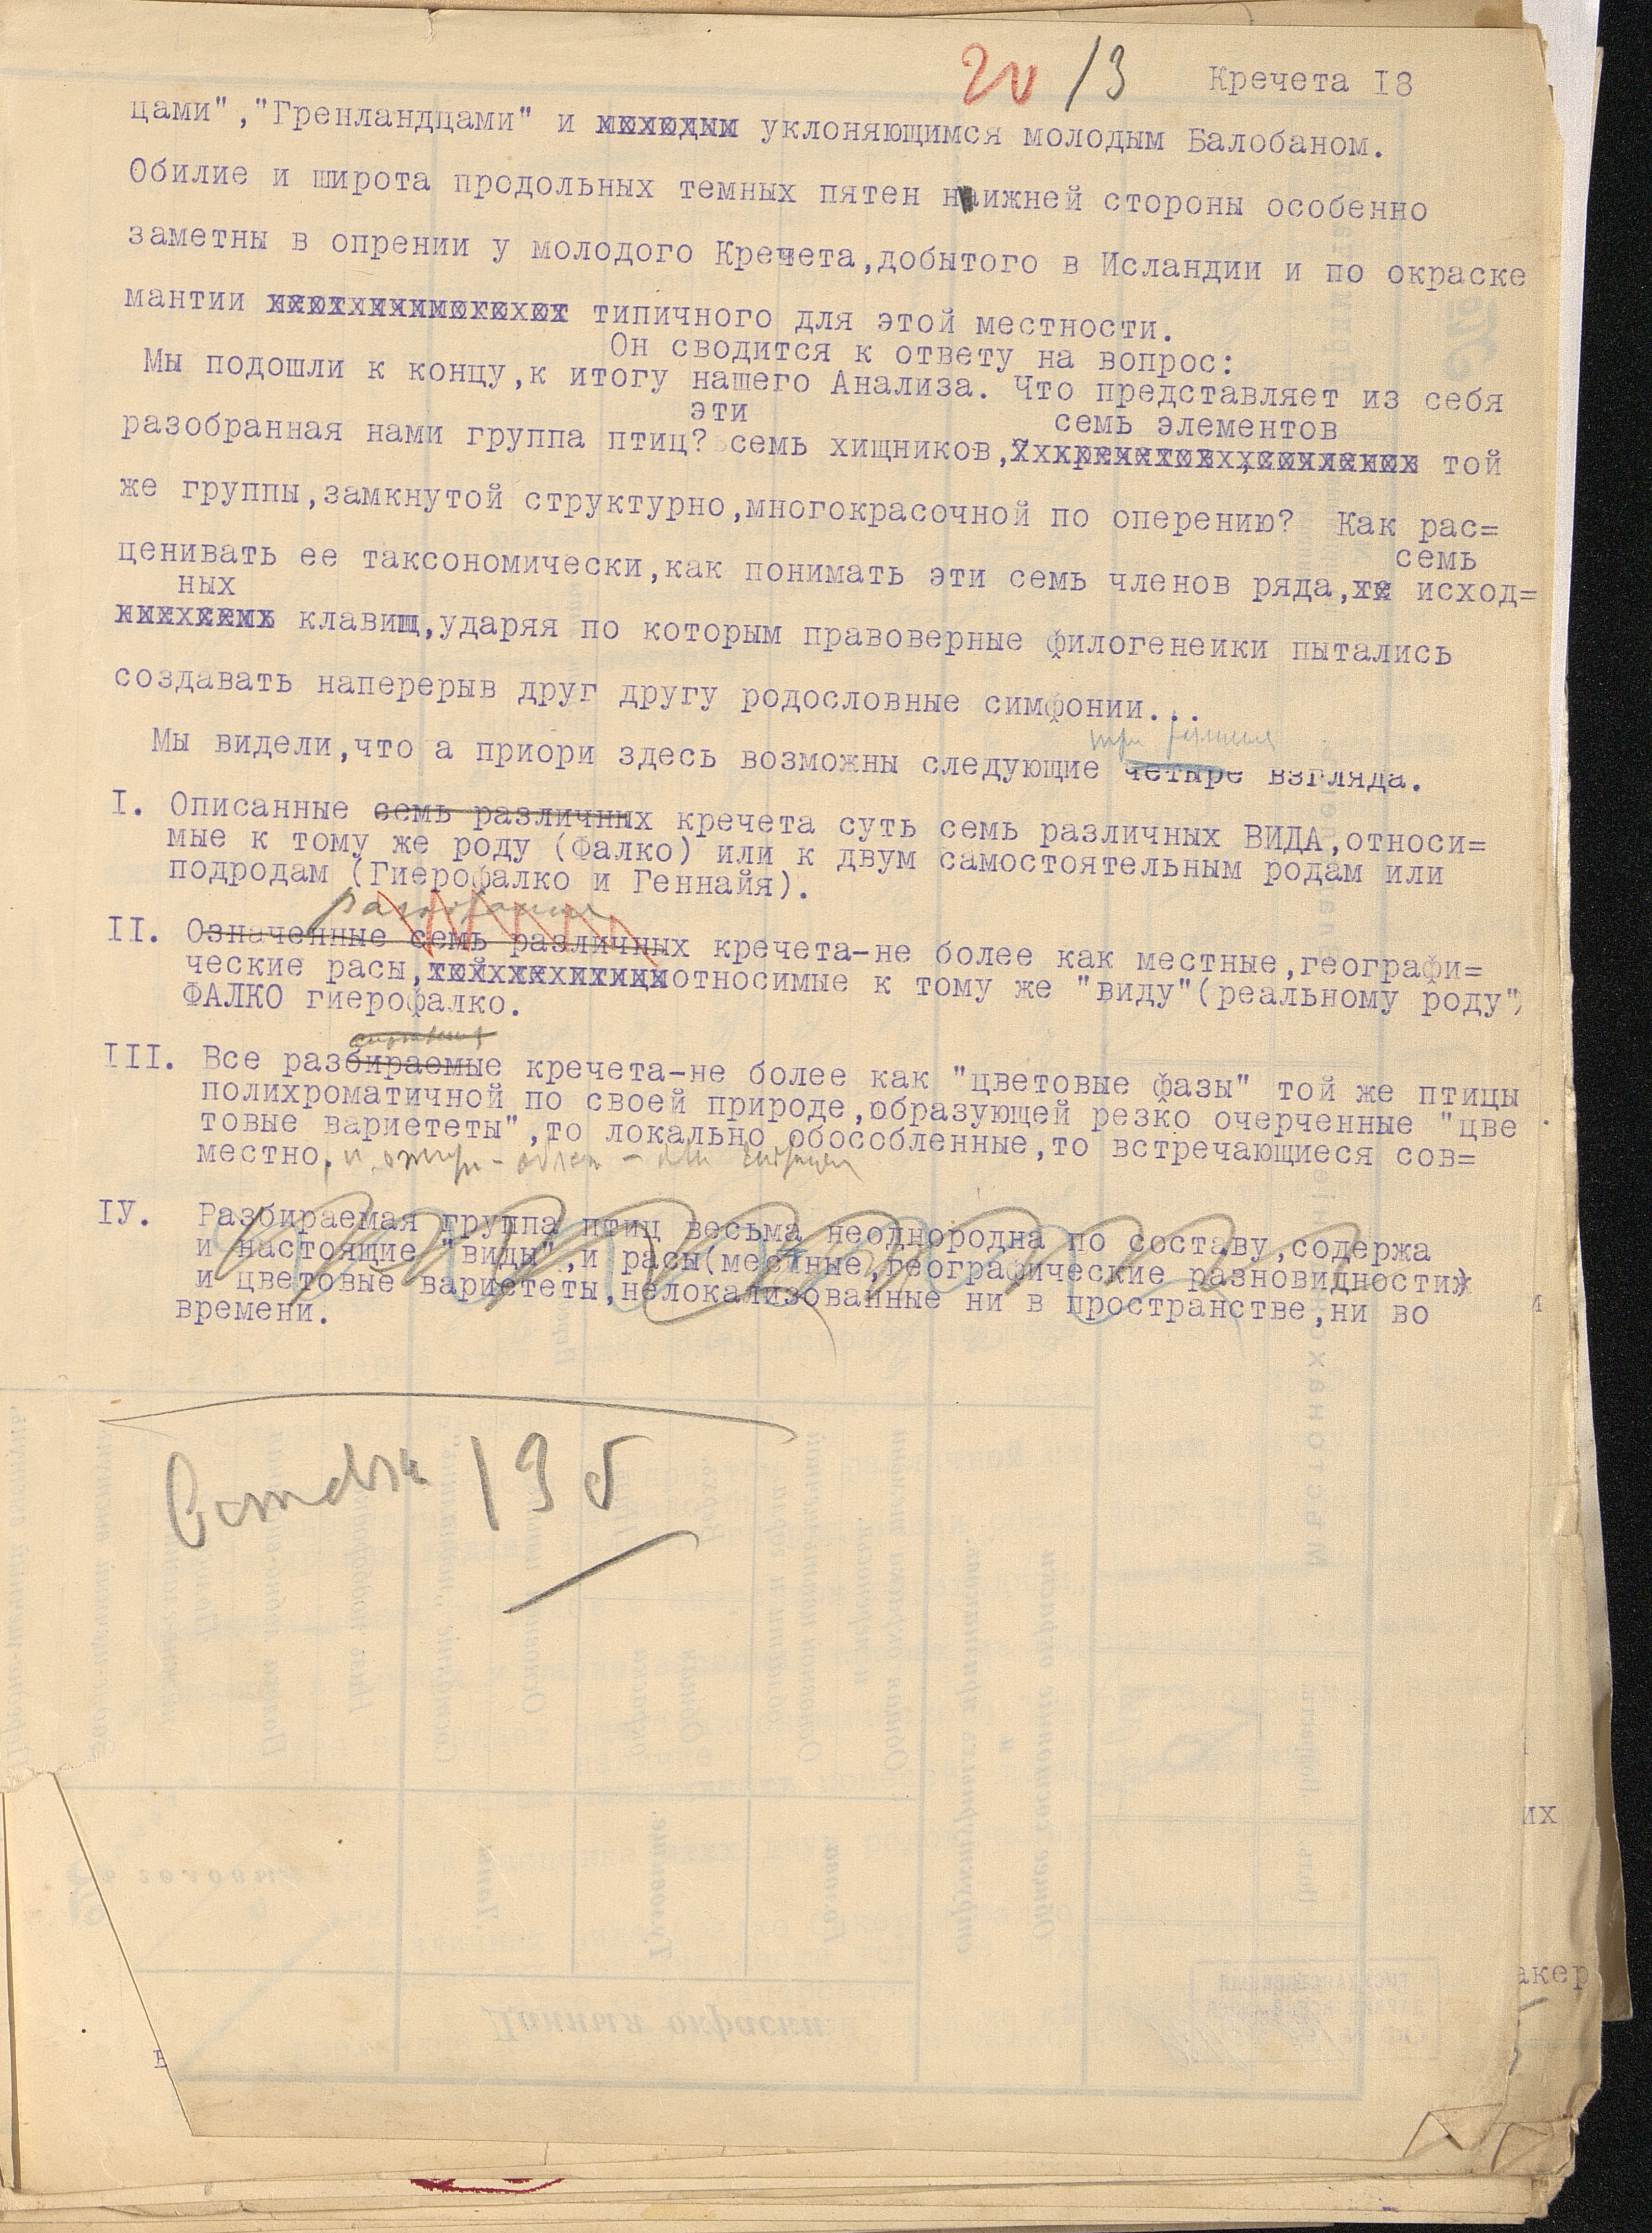 20 /3 Кречета I8
цами","Гренландцами" и уклоняющимся молодым Балобаном.
Обилие и широта продольных темных пятен нижней стороны особенно
заметны в опрении у молодого Кречета,добытого в Исландии и по окраске
мантии типичного для этой местности.
Он сводится к ответу на вопрос:
Мы подошли к концу,к итогу нашего Анализа. Что представляет из себя
эти семь элементов
разобранная нами группа птиц? семь хищников, той
же группы,замкнутой структурно,многокрасочной по оперению? Как рас=
ценивать ее таксономически,как понимать эти семь членов ряда, исход=
семь
ных
клавищ,ударяя по которым правоверные филогенеики пытались
создавать наперерыв друг другу родословные симфонии...
три
Мы видели,что а приори здесь возможны следующие четыре взгляда.
I. Описанные семь различных кречета суть семь различных ВИДА,относи=
мые к тому же роду (Фалко) или к двум самостоятельным родам или
подродам (Гиерофалко и Геннайя).
II. Означенные семь различных кречета-не более как местные,географи=
ческие расы, относимые к тому же "виду"(реальному роду")
ФАЛКО гиерофалко.
III. Все разбираемые кречета-не более как "цветовые фазы" той же птицы
полихроматичной по своей природе,образующей резко очерченные "цве
товые вариететы",то локально обособленные,то встречающиеся сов=
местно,
IУ. Разбираемая группа птиц весьма неоднородна по составу,содержа
и настоящие "виды",и расы(местные,географические разновидности)
и цветовые вариететы,нелокализованные ни в пространстве,ни во
времени.
Вставка 19 б
их
акер